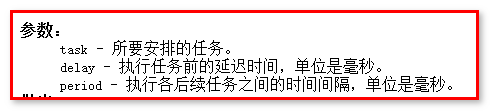 参数：
task - 所要安排的任务。
delay - 执行任务前的延迟时间，单位是毫秒。
period - 执行各后续任务之间的时间间隔，单位是毫秒。